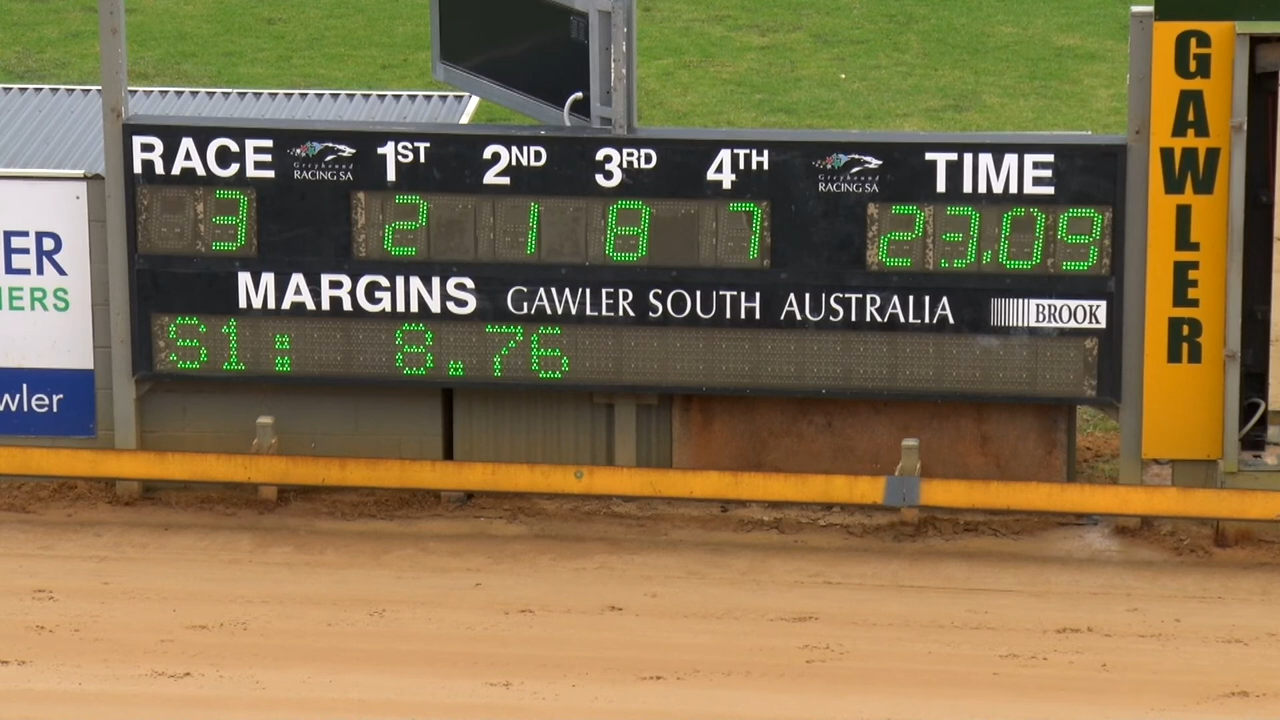 RACE Greyhound RACING SA 1ST 2ND 3RD 4TH Greyhound RACING SA TIME
3 2 1 8 7 23.09
MARGINS GAWLER SOUTH AUSTRALIA BROOK
S1: 8.76
GAWLER
ER
NERS
wler